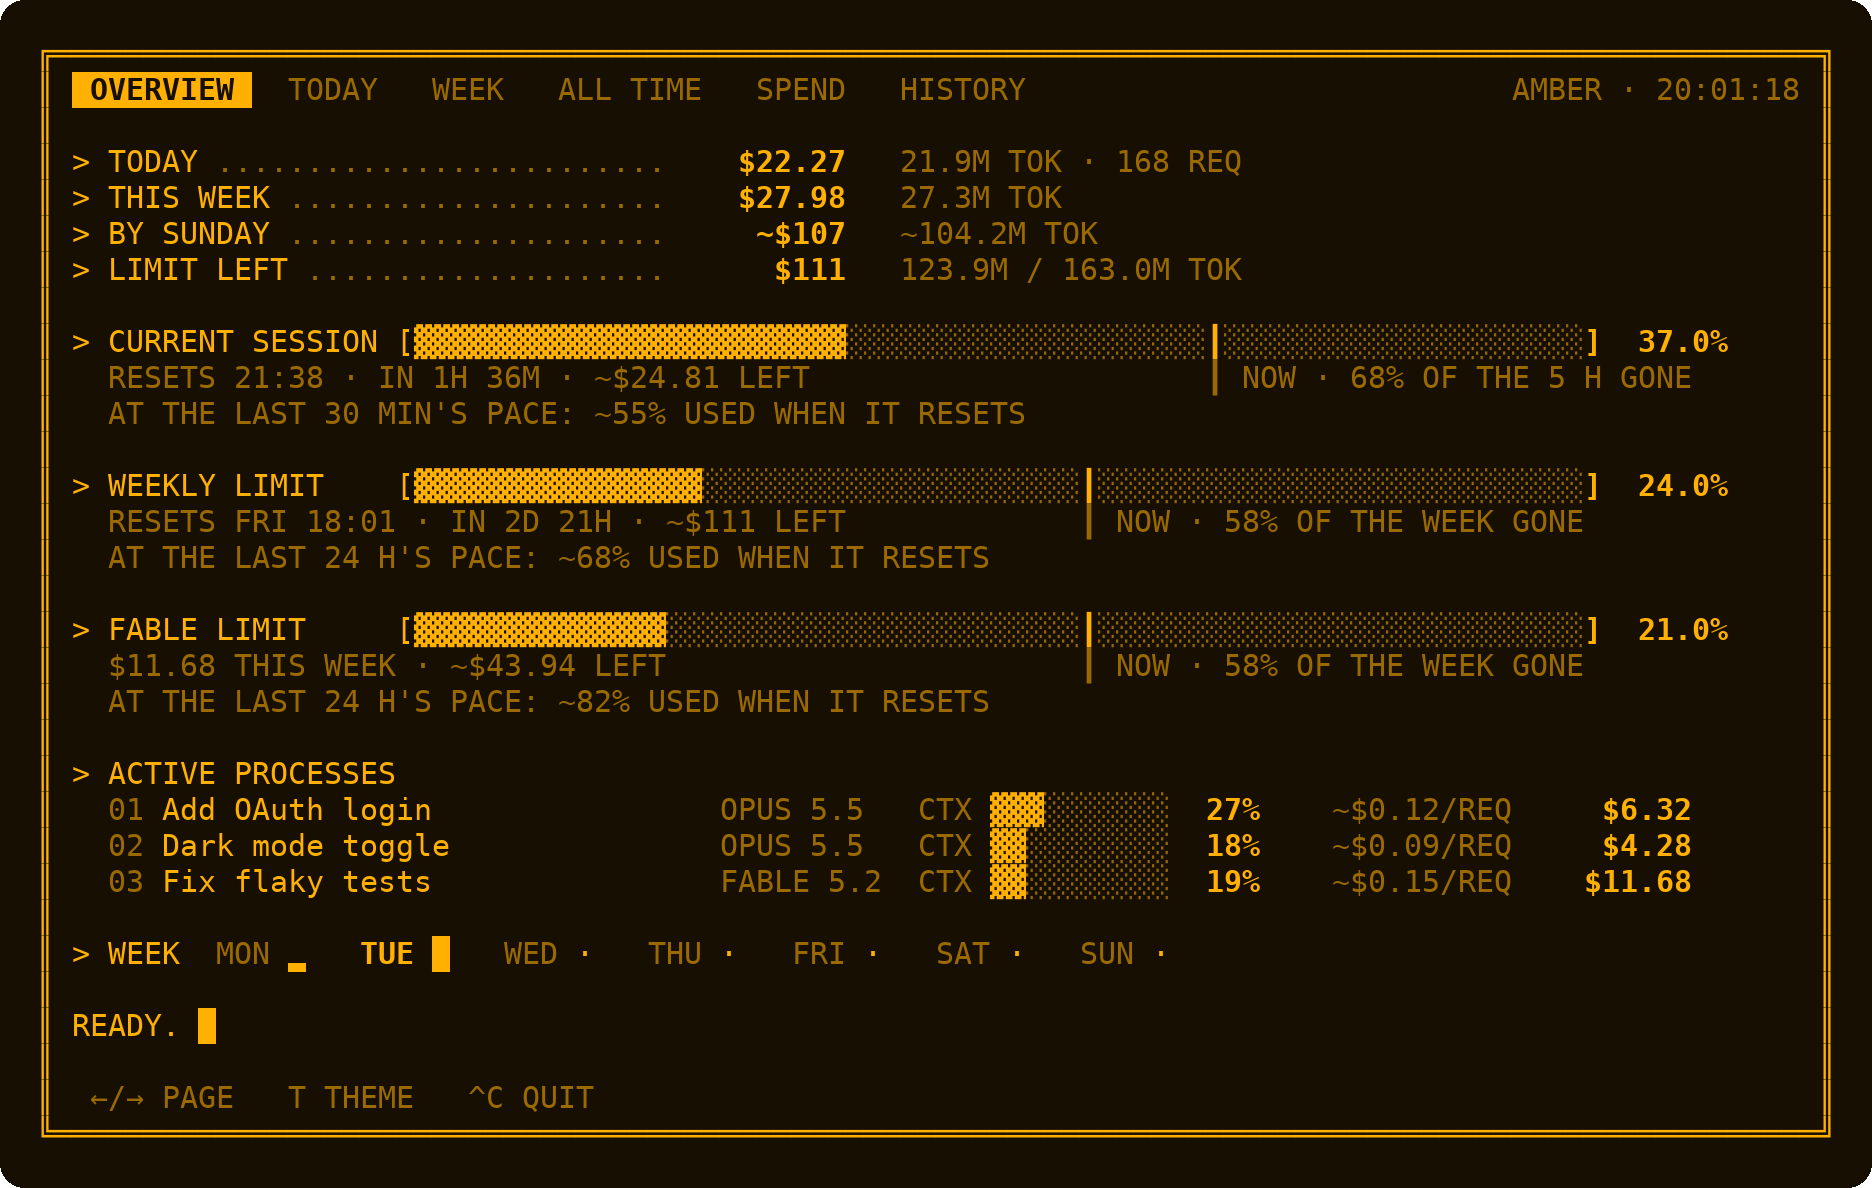 OVERVIEW TODAY WEEK ALL TIME SPEND HISTORY AMBER · 20:01:18
> TODAY ......................... $22.27 21.9M TOK · 168 REQ
> THIS WEEK ..................... $27.98 27.3M TOK
> BY SUNDAY ..................... ~$107 ~104.2M TOK
> LIMIT LEFT .................... $111 123.9M / 163.0M TOK
> CURRENT SESSION [ ] 37.0%
RESETS 21:38 · IN 1H 36M · ~$24.81 LEFT NOW · 68% OF THE 5 H GONE
AT THE LAST 30 MIN'S PACE: ~55% USED WHEN IT RESETS
> WEEKLY LIMIT [ ] 24.0%
RESETS FRI 18:01 · IN 2D 21H · ~$111 LEFT NOW · 58% OF THE WEEK GONE
AT THE LAST 24 H'S PACE: ~68% USED WHEN IT RESETS
> FABLE LIMIT [ ] 21.0%
$11.68 THIS WEEK · ~$43.94 LEFT NOW · 58% OF THE WEEK GONE
AT THE LAST 24 H'S PACE: ~82% USED WHEN IT RESETS
> ACTIVE PROCESSES
01 Add OAuth login OPUS 5.5 CTX 27% ~$0.12/REQ $6.32
02 Dark mode toggle OPUS 5.5 CTX 18% ~$0.09/REQ $4.28
03 Fix flaky tests FABLE 5.2 CTX 19% ~$0.15/REQ $11.68
> WEEK MON TUE WED · THU · FRI · SAT · SUN ·
READY.
←/→ PAGE T THEME ^C QUIT